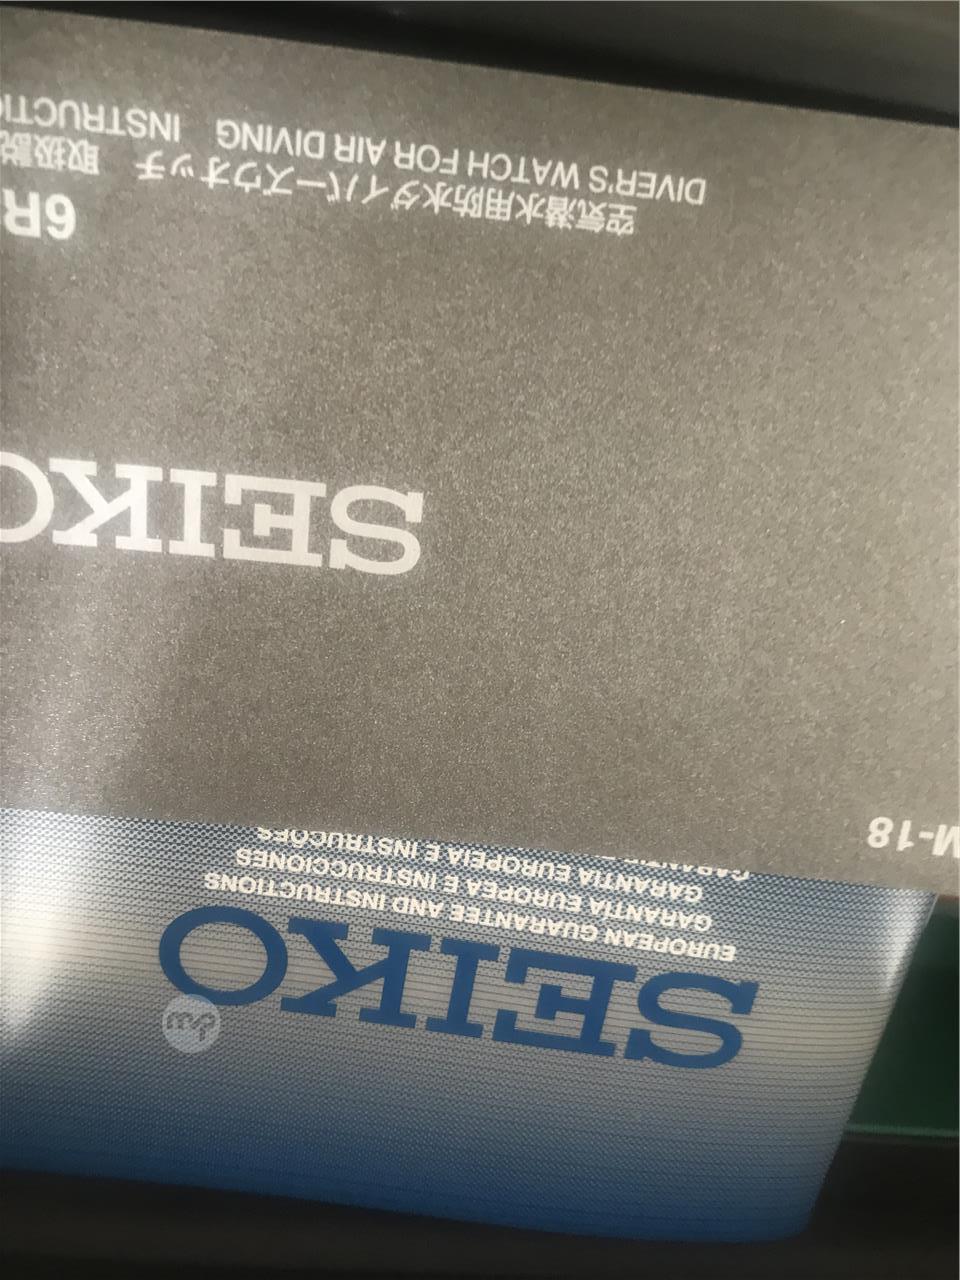 SEIKO
EUROPEAN GUARANTEE AND INSTRUCTIONS
GARANTIA EUROPEA E INSTRUCCIONES
GARANTIA EUROPEIA E INSTRUÇÕES
M-18
SEIKO
6R
空気潜水用防水ダイバーズウオッチ 取扱説
DIVER'S WATCH FOR AIR DIVING INSTRUCTIO